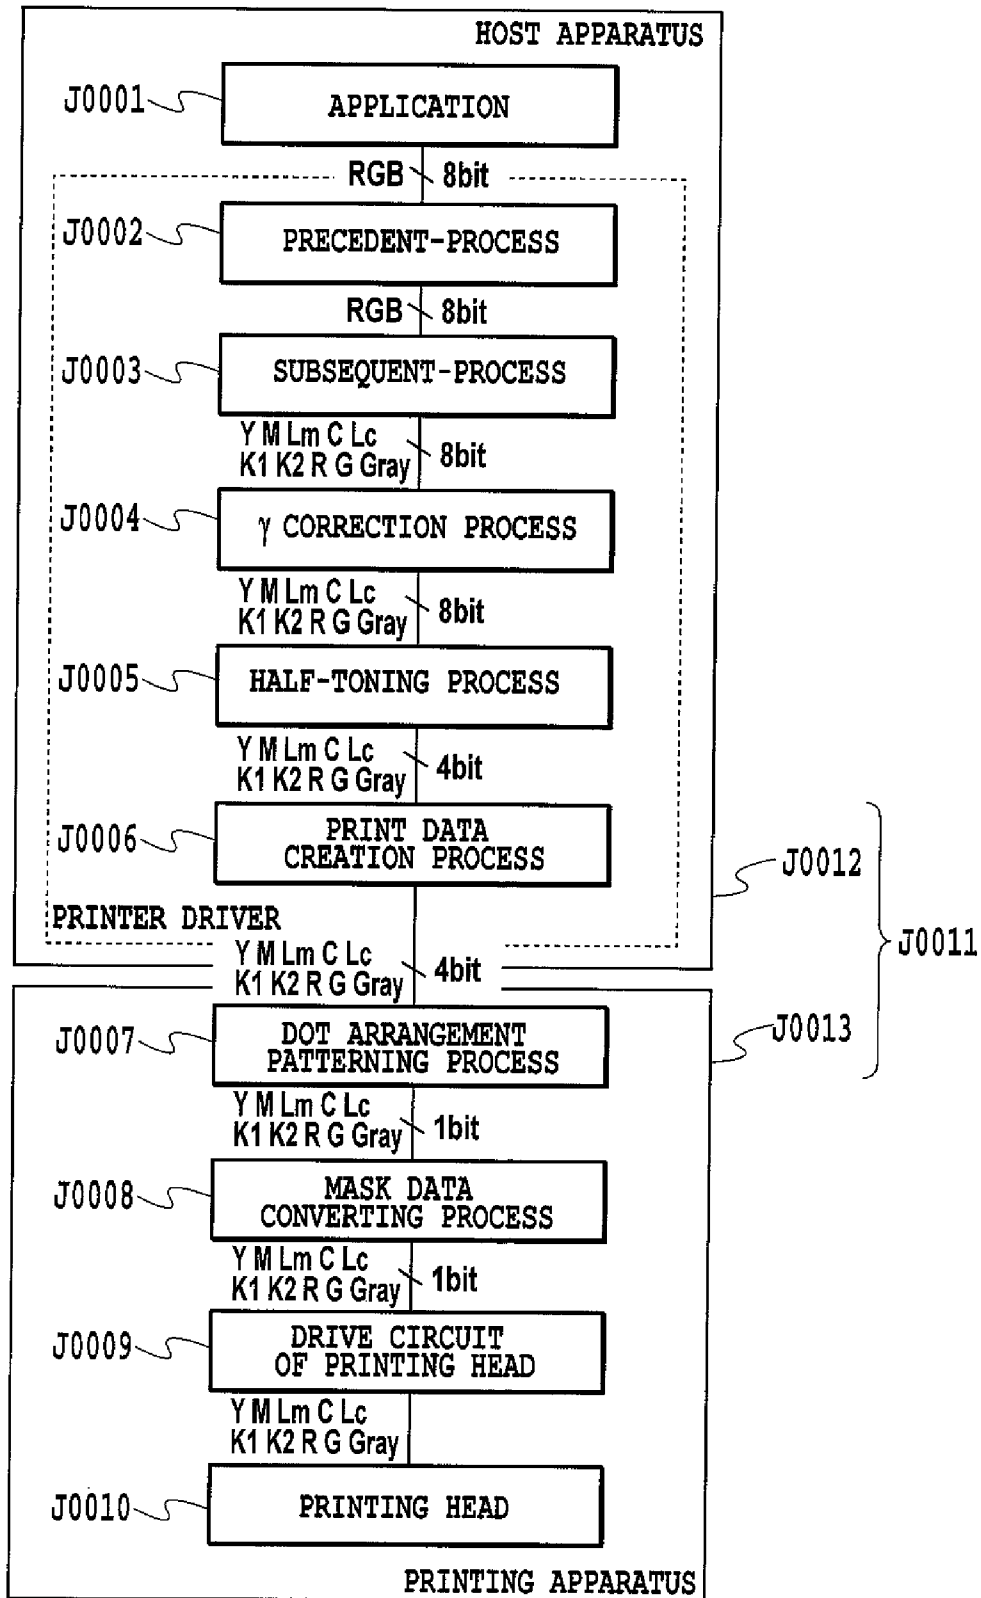 HOST APPARATUS
J0001
APPLICATION
RGB 8bit
J0002
PRECEDENT-PROCESS
RGB 8bit
J0003
SUBSEQUENT-PROCESS
Y M Lm C Lc
K1 K2 R G Gray
8bit
J0004
γ CORRECTION PROCESS
Y M Lm C Lc
K1 K2 R G Gray
8bit
J0005
HALF-TONING PROCESS
Y M Lm C Lc
K1 K2 R G Gray
4bit
J0006
PRINT DATA
CREATION PROCESS
J0012
PRINTER DRIVER
J0011
Y M Lm C Lc
K1 K2 R G Gray
4bit
J0007
DOT ARRANGEMENT
PATTERNING PROCESS
J0013
Y M Lm C Lc
K1 K2 R G Gray
1bit
J0008
MASK DATA
CONVERTING PROCESS
Y M Lm C Lc
K1 K2 R G Gray
1bit
J0009
DRIVE CIRCUIT
OF PRINTING HEAD
Y M Lm C Lc
K1 K2 R G Gray
J0010
PRINTING HEAD
PRINTING APPARATUS